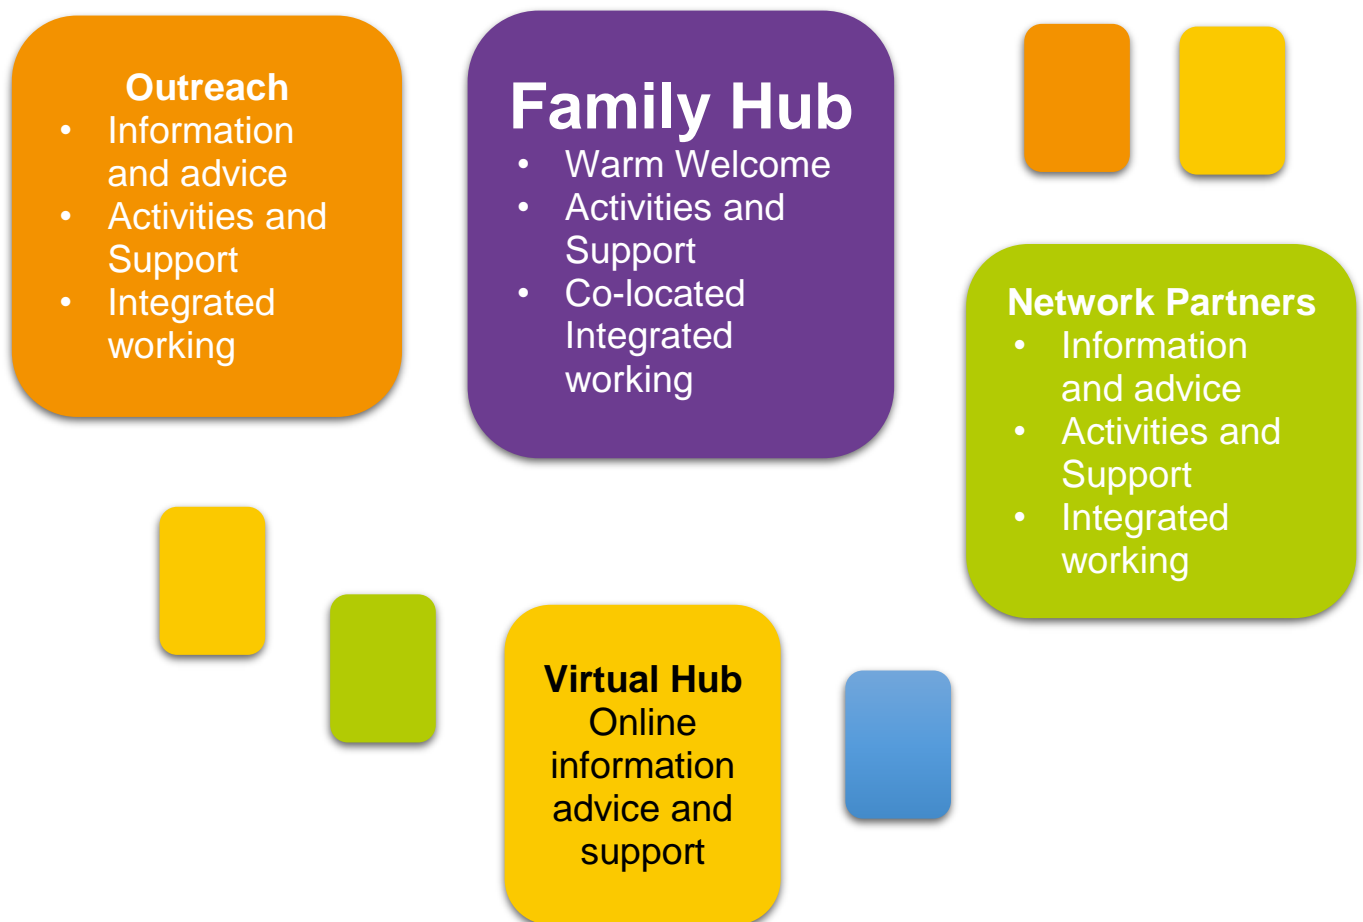 Outreach
• Information
and advice
• Activities and
Support
• Integrated
working
Family Hub
• Warm Welcome
• Activities and
Support
• Co-located
Integrated
working
Network Partners
• Information
and advice
• Activities and
Support
• Integrated
working
Virtual Hub
Online
information
advice and
support